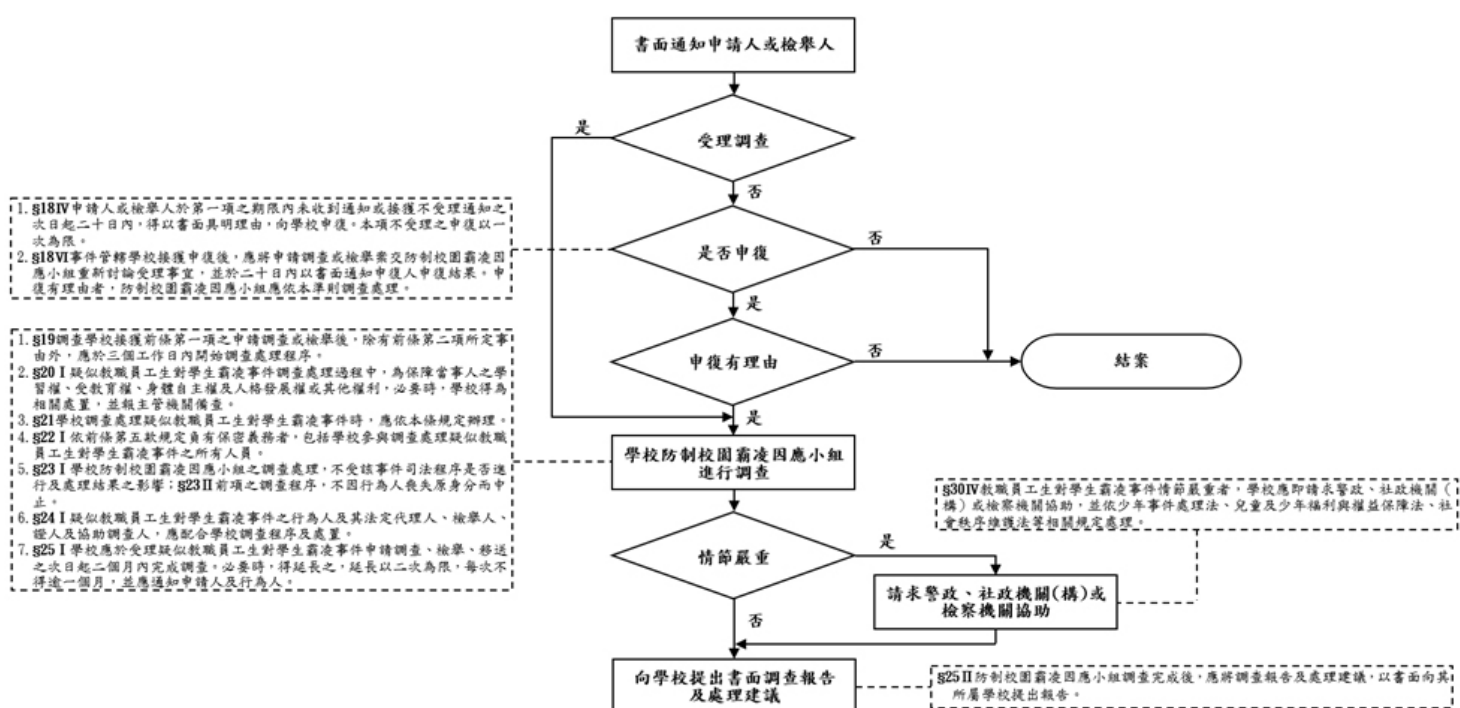 書面通知申請人或檢舉人
受理調查
是
否
1. §18IV申請人或檢舉人於第一項之期限內未收到通知或接獲不受理通知之
次日起二十日內，得以書面具明理由，向學校申復。本項不受理之申復以一
次為限。
2. §18VI事件管轄學校接獲申復後，應將申請調查或檢舉案交防制校園霸凌因
應小組重新討論受理事宜，並於二十日內以書面通知申復人申復結果。申
復有理由者，防制校園霸凌因應小組應依本準則調查處理。
是否申復
否
是
申復有理由
否
是
結案
1. §19調查學校接獲前條第一項之申請調查或檢舉後，除有前條第二項所定事
由外，應於三個工作日內開始調查處理程序。
2. §20 I 疑似教職員工生對學生霸凌事件調查處理過程中，為保障當事人之學
習權、受教育權、身體自主權及人格發展權或其他權利，必要時，學校得為
相關處置，並報主管機關備查。
3. §21學校調查處理疑似教職員工生對學生霸凌事件時，應依本條規定辦理。
4. §22 I 依前條第五款規定負有保密義務者，包括學校參與調查處理疑似教職
員工生對學生霸凌事件之所有人員。
5. §23 I 學校防制校園霸凌因應小組之調查處理，不受該事件司法程序是否進
行及處理結果之影響；§23II前項之調查程序，不因行為人喪失原身分而中
止。
6. §24 I 疑似教職員工生對學生霸凌事件之行為人及其法定代理人、檢舉人、
證人及協助調查人，應配合學校調查程序及處置。
7. §25 I 學校應於受理疑似教職員工生對學生霸凌事件申請調查、檢舉、移送
之次日起二個月內完成調查。必要時，得延長之，延長以二次為限，每次不
得逾一個月，並應通知申請人及行為人。
學校防制校園霸凌因應小組
進行調查
§30IV教職員工生對學生霸凌事件情節嚴重者，學校應即請求警政、社政機關（
構）或檢察機關協助，並依少年事件處理法、兒童及少年福利與權益保障法、社
會秩序維護法等相關規定處理。
情節嚴重
是
否
請求警政、社政機關(構)或
檢察機關協助
向學校提出書面調查報告
及處理建議
§25 II 防制校園霸凌因應小組調查完成後，應將調查報告及處理建議，以書面向其
所屬學校提出報告。